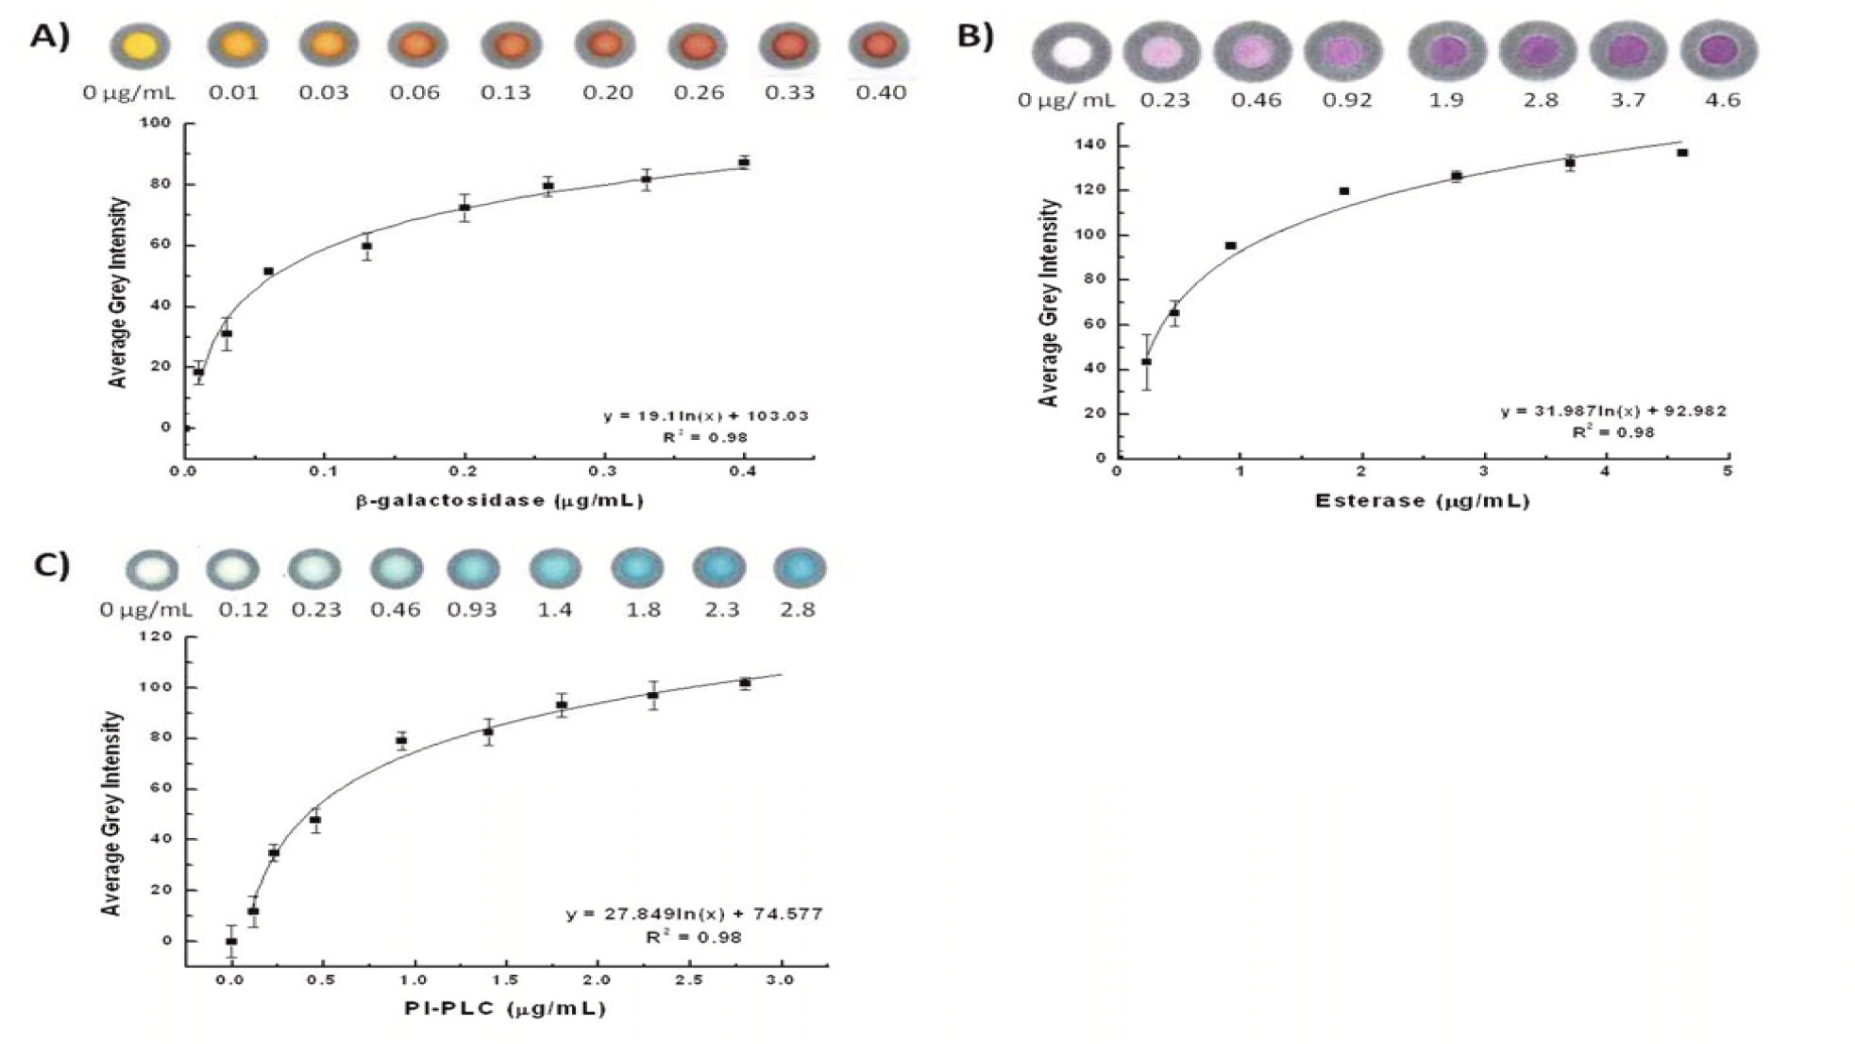 A)
0 µg/mL 0.01 0.03 0.06 0.13 0.20 0.26 0.33 0.40
100
80
60
40
20
0
Average Grey Intensity
y = 19.1ln(x) + 103.03
R² = 0.98
0.0 0.1 0.2 0.3 0.4
β-galactosidase (µg/mL)
B)
0 µg/ mL 0.23 0.46 0.92 1.9 2.8 3.7 4.6
140
120
100
80
60
40
20
0
Average Grey Intensity
y = 31.987ln(x) + 92.982
R² = 0.98
0 1 2 3 4 5
Esterase (µg/mL)
C)
0 µg/mL 0.12 0.23 0.46 0.93 1.4 1.8 2.3 2.8
120
100
80
60
40
20
0
Average Grey Intensity
y = 27.849ln(x) + 74.577
R² = 0.98
0.0 0.5 1.0 1.5 2.0 2.5 3.0
PI-PLC (µg/mL)